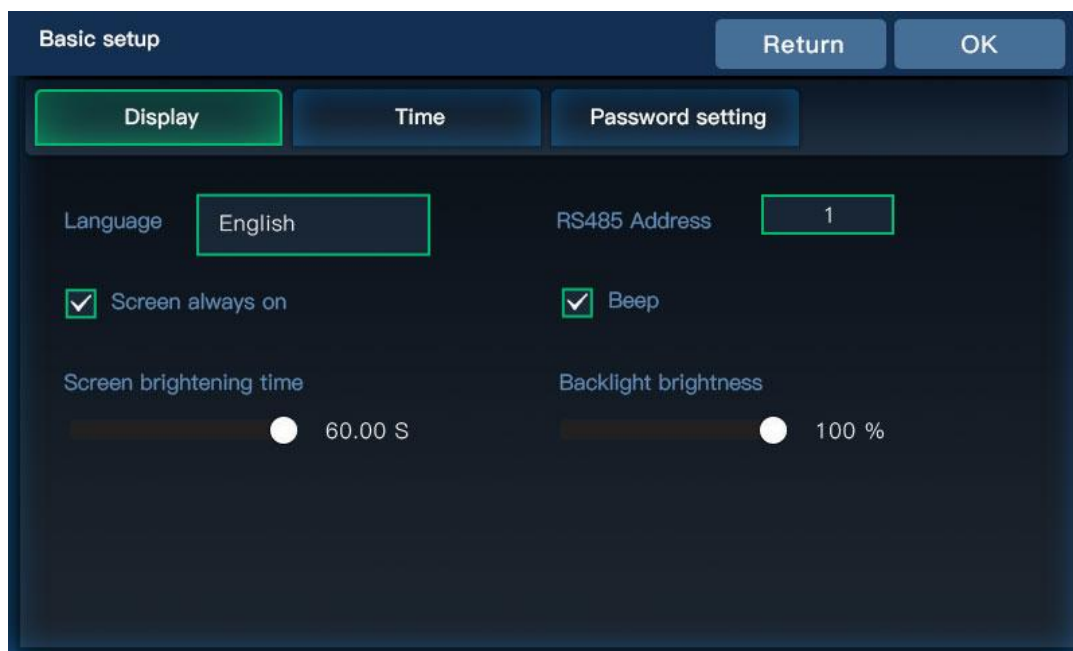 Basic setup Return OK
Display Time Password setting
Language English RS485 Address 1
Screen always on Beep
Screen brightening time Backlight brightness
60.00 S 100 %